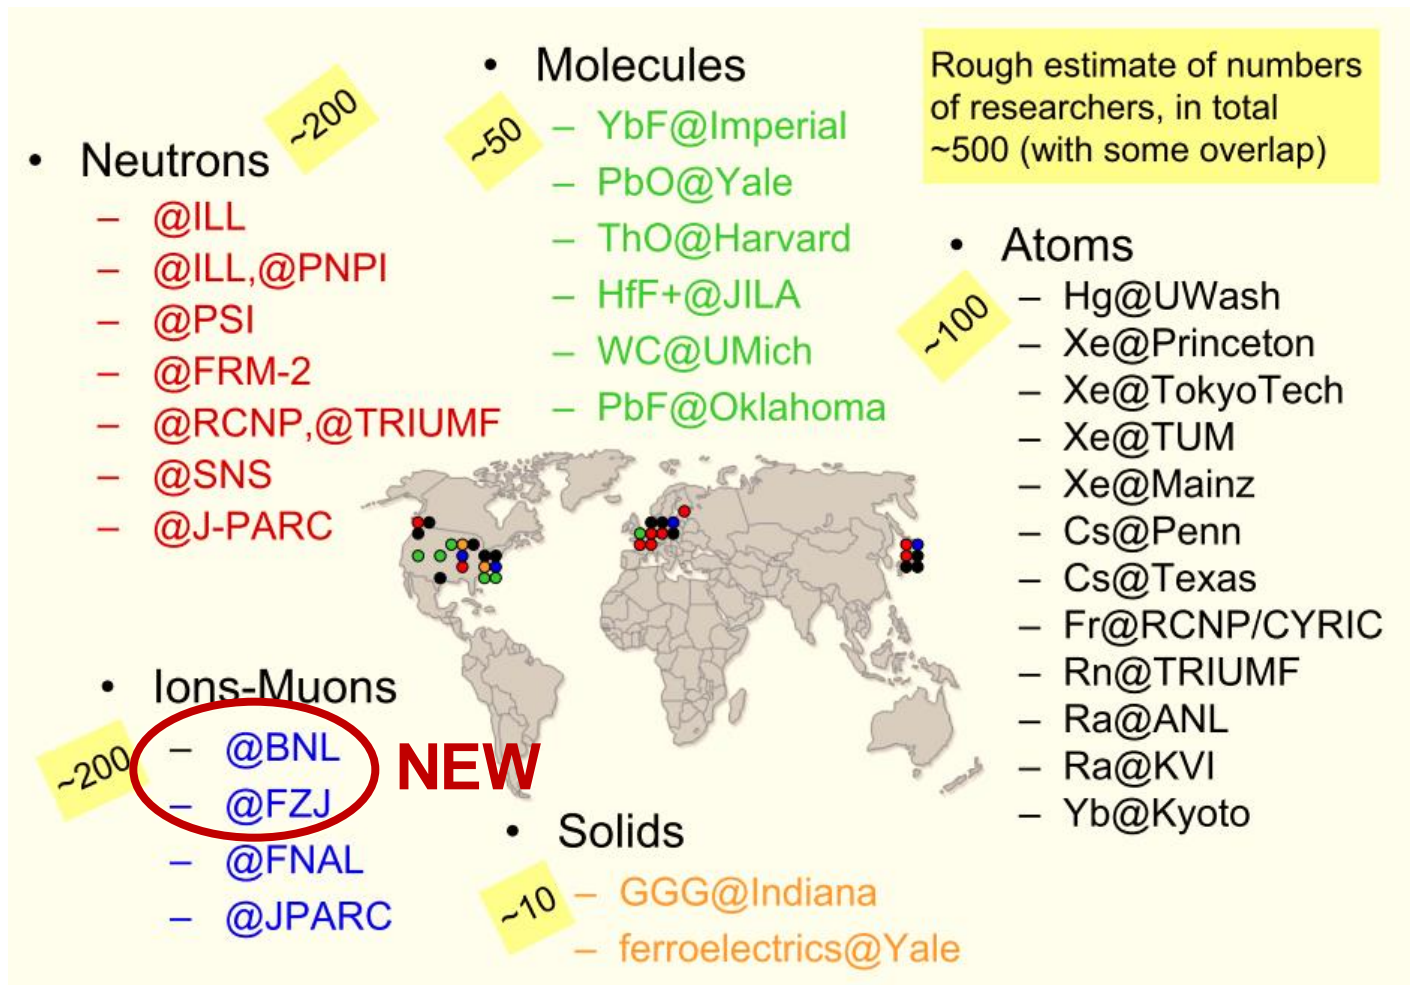 • Neutrons
~200
– @ILL
– @ILL,@PNPI
– @PSI
– @FRM-2
– @RCNP,@TRIUMF
– @SNS
– @J-PARC
• Molecules
~50
– YbF@Imperial
– PbO@Yale
– ThO@Harvard
– HfF+@JILA
– WC@UMich
– PbF@Oklahoma
Rough estimate of numbers
of researchers, in total
~500 (with some overlap)
• Atoms
~100
– Hg@UWash
– Xe@Princeton
– Xe@TokyoTech
– Xe@TUM
– Xe@Mainz
– Cs@Penn
– Cs@Texas
– Fr@RCNP/CYRIC
– Rn@TRIUMF
– Ra@ANL
– Ra@KVI
– Yb@Kyoto
• Ions-Muons
~200
– @BNL
– @FZJ
NEW
– @FNAL
– @JPARC
• Solids
~10
– GGG@Indiana
– ferroelectrics@Yale